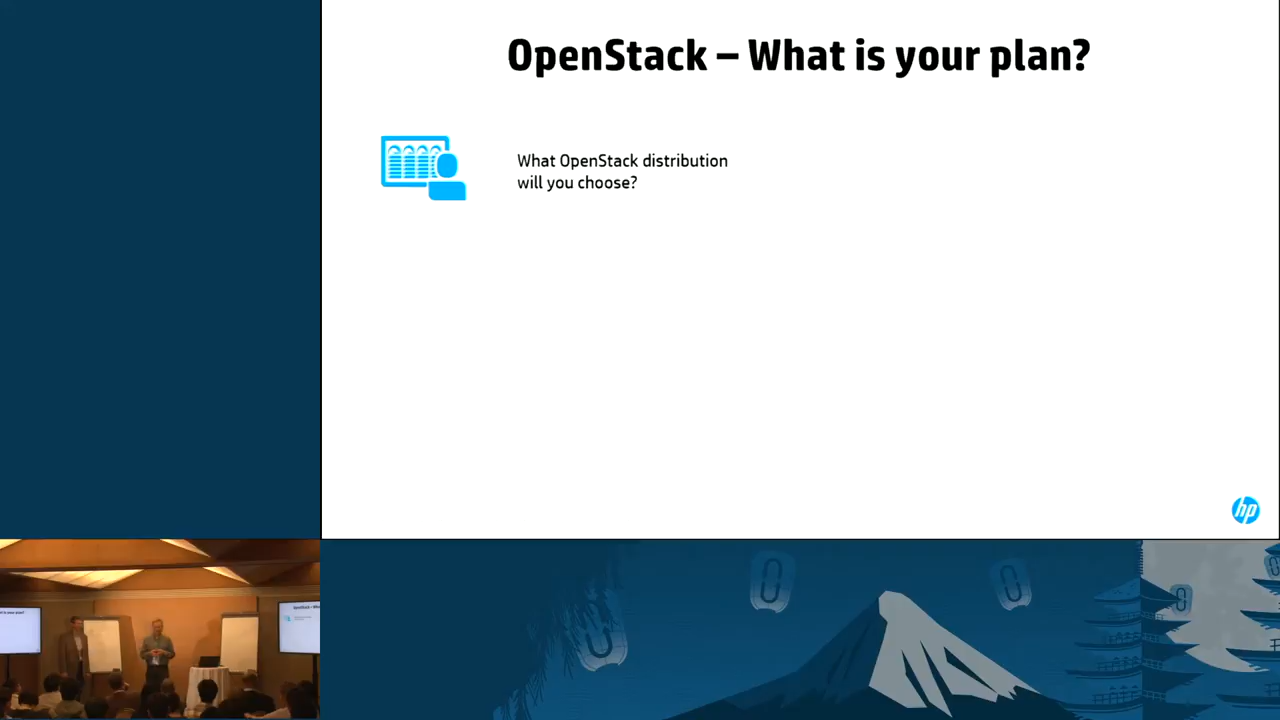 OpenStack – What is your plan?
What OpenStack distribution
will you choose?
hp